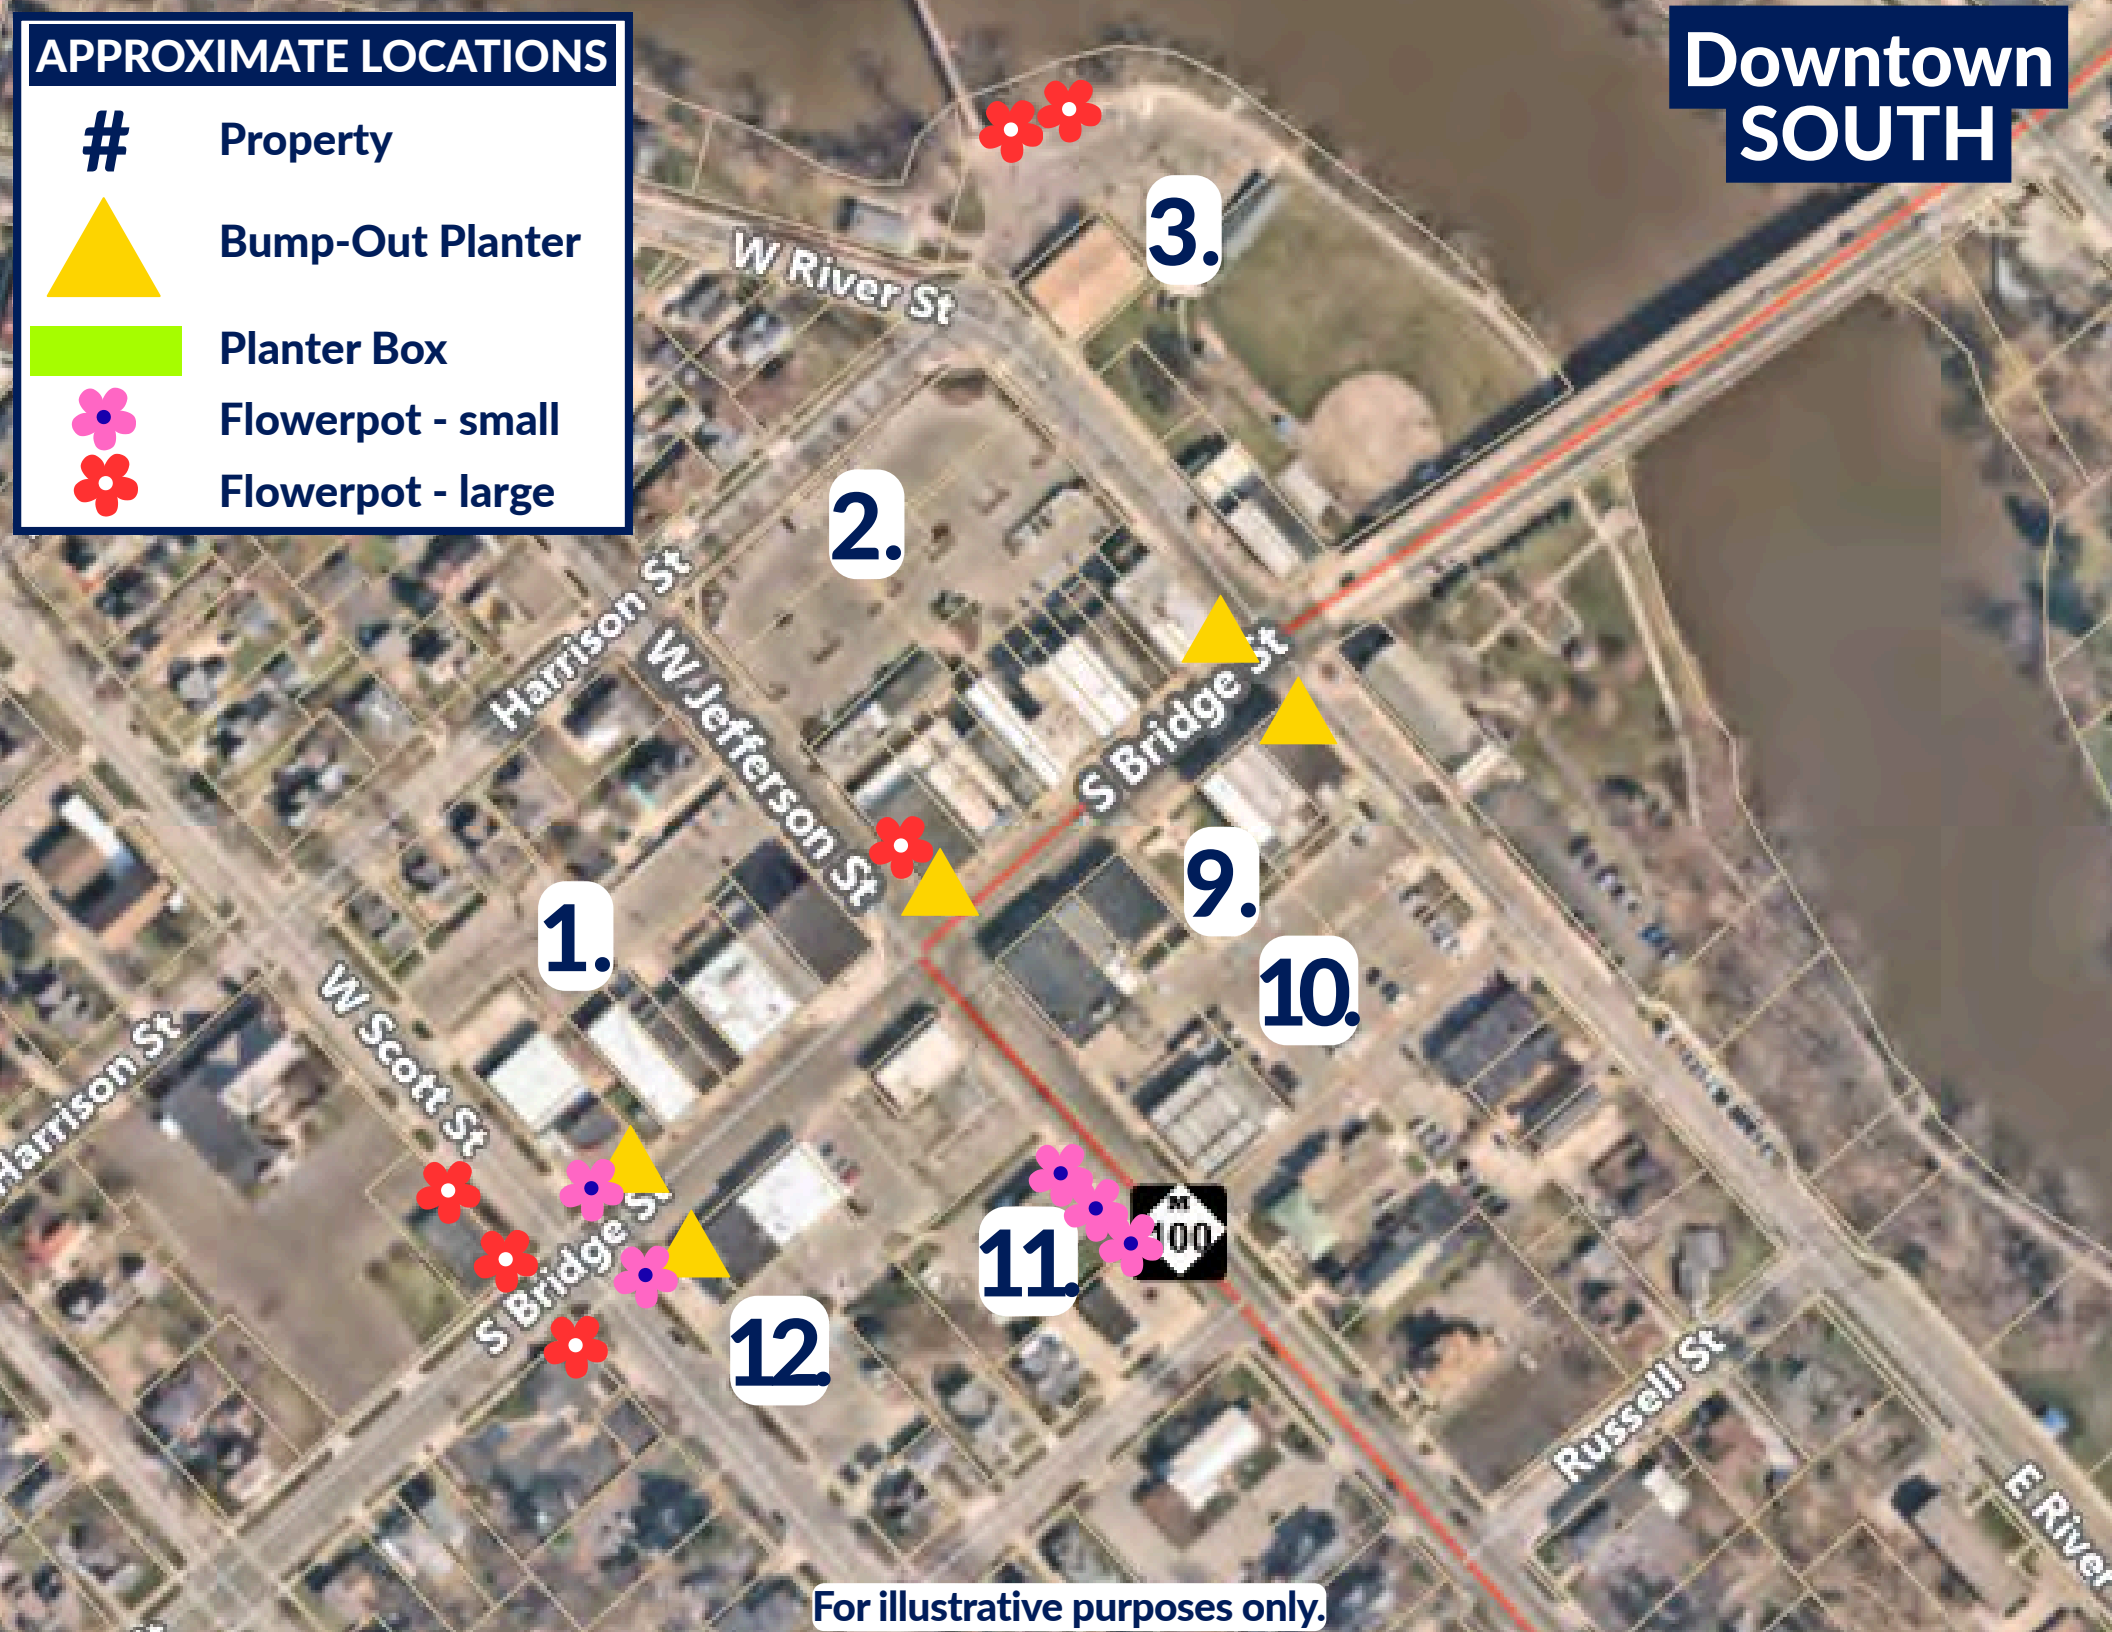 APPROXIMATE LOCATIONS
# Property
Bump-Out Planter
Planter Box
Flowerpot - small
Flowerpot - large
Downtown
SOUTH
3.
W River St
2.
Harrison St
W Jefferson St
S Bridge St
9.
1.
10.
W Scott St
Harrison St
M
100
11.
S Bridge St
12.
Russell St
E River
For illustrative purposes only.